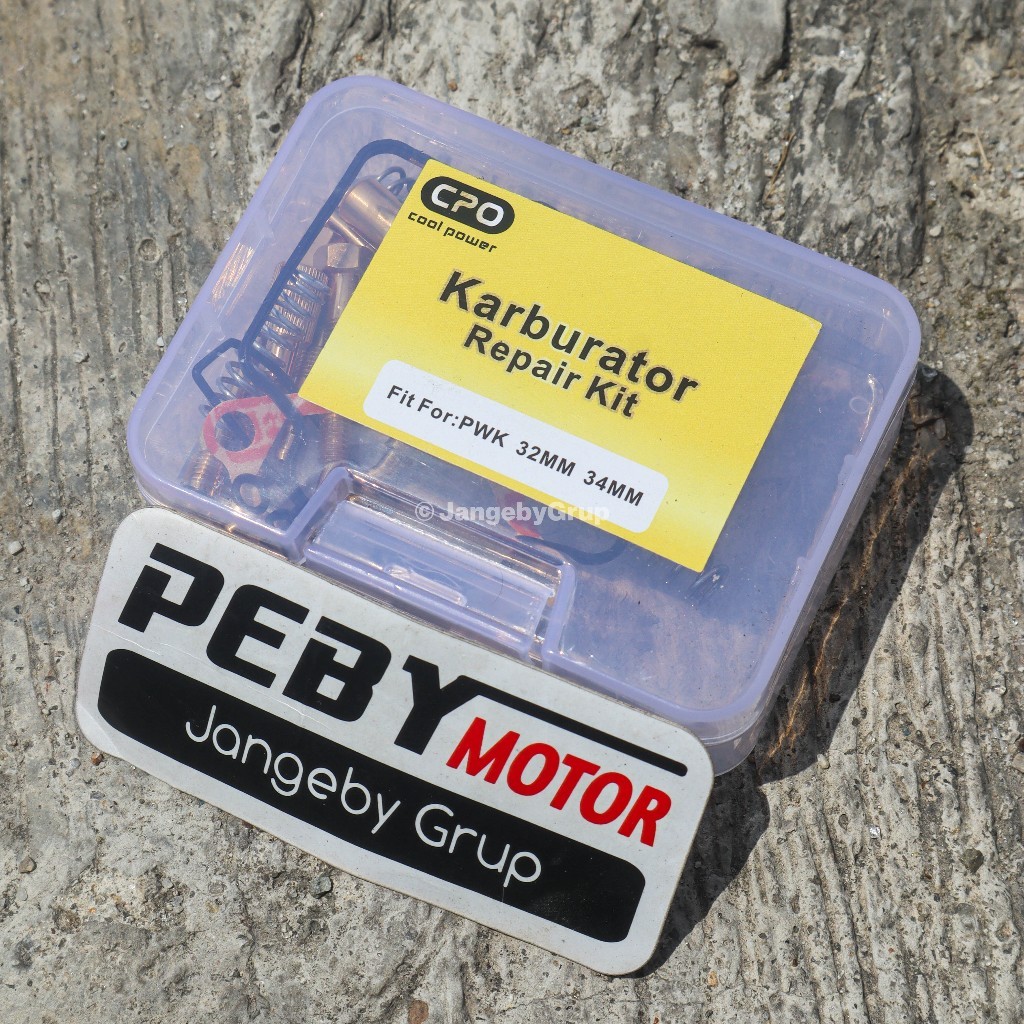 CPO
cool power
Karburator
Repair Kit
Fit For:PWK 32MM 34MM
© JangebyGrup
PEBY
MOTOR
Jangeby Grup